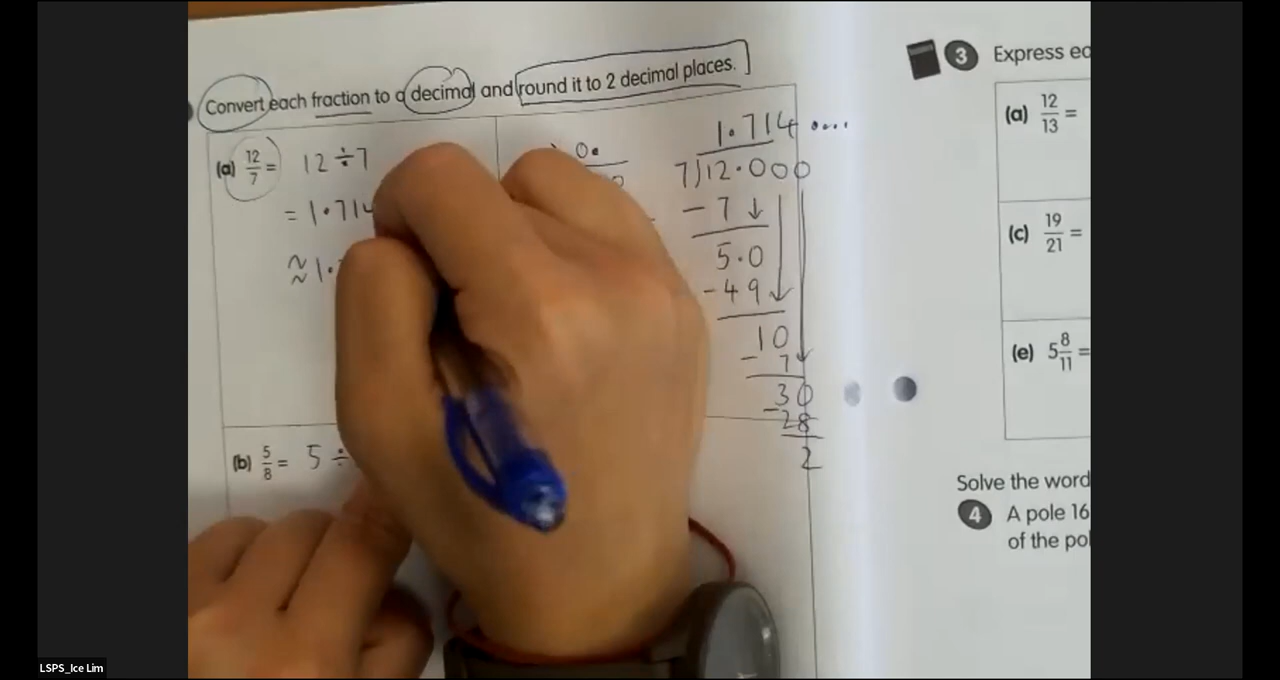 Convert each fraction to a decimal and round it to 2 decimal places.
(a) 12/7 = 12 ÷ 7
= 1.714
≈ 1.
0.
1.714 ....
7)12.000
- 7
5.0
- 49
10
- 7
30
- 28
2
(b) 5/8 = 5 ÷
3 Express
(a) 12/13 =
(c) 19/21 =
(e) 5 8/11 =
Solve the word
4 A pole 16
of the
LSPS_Ice Lim